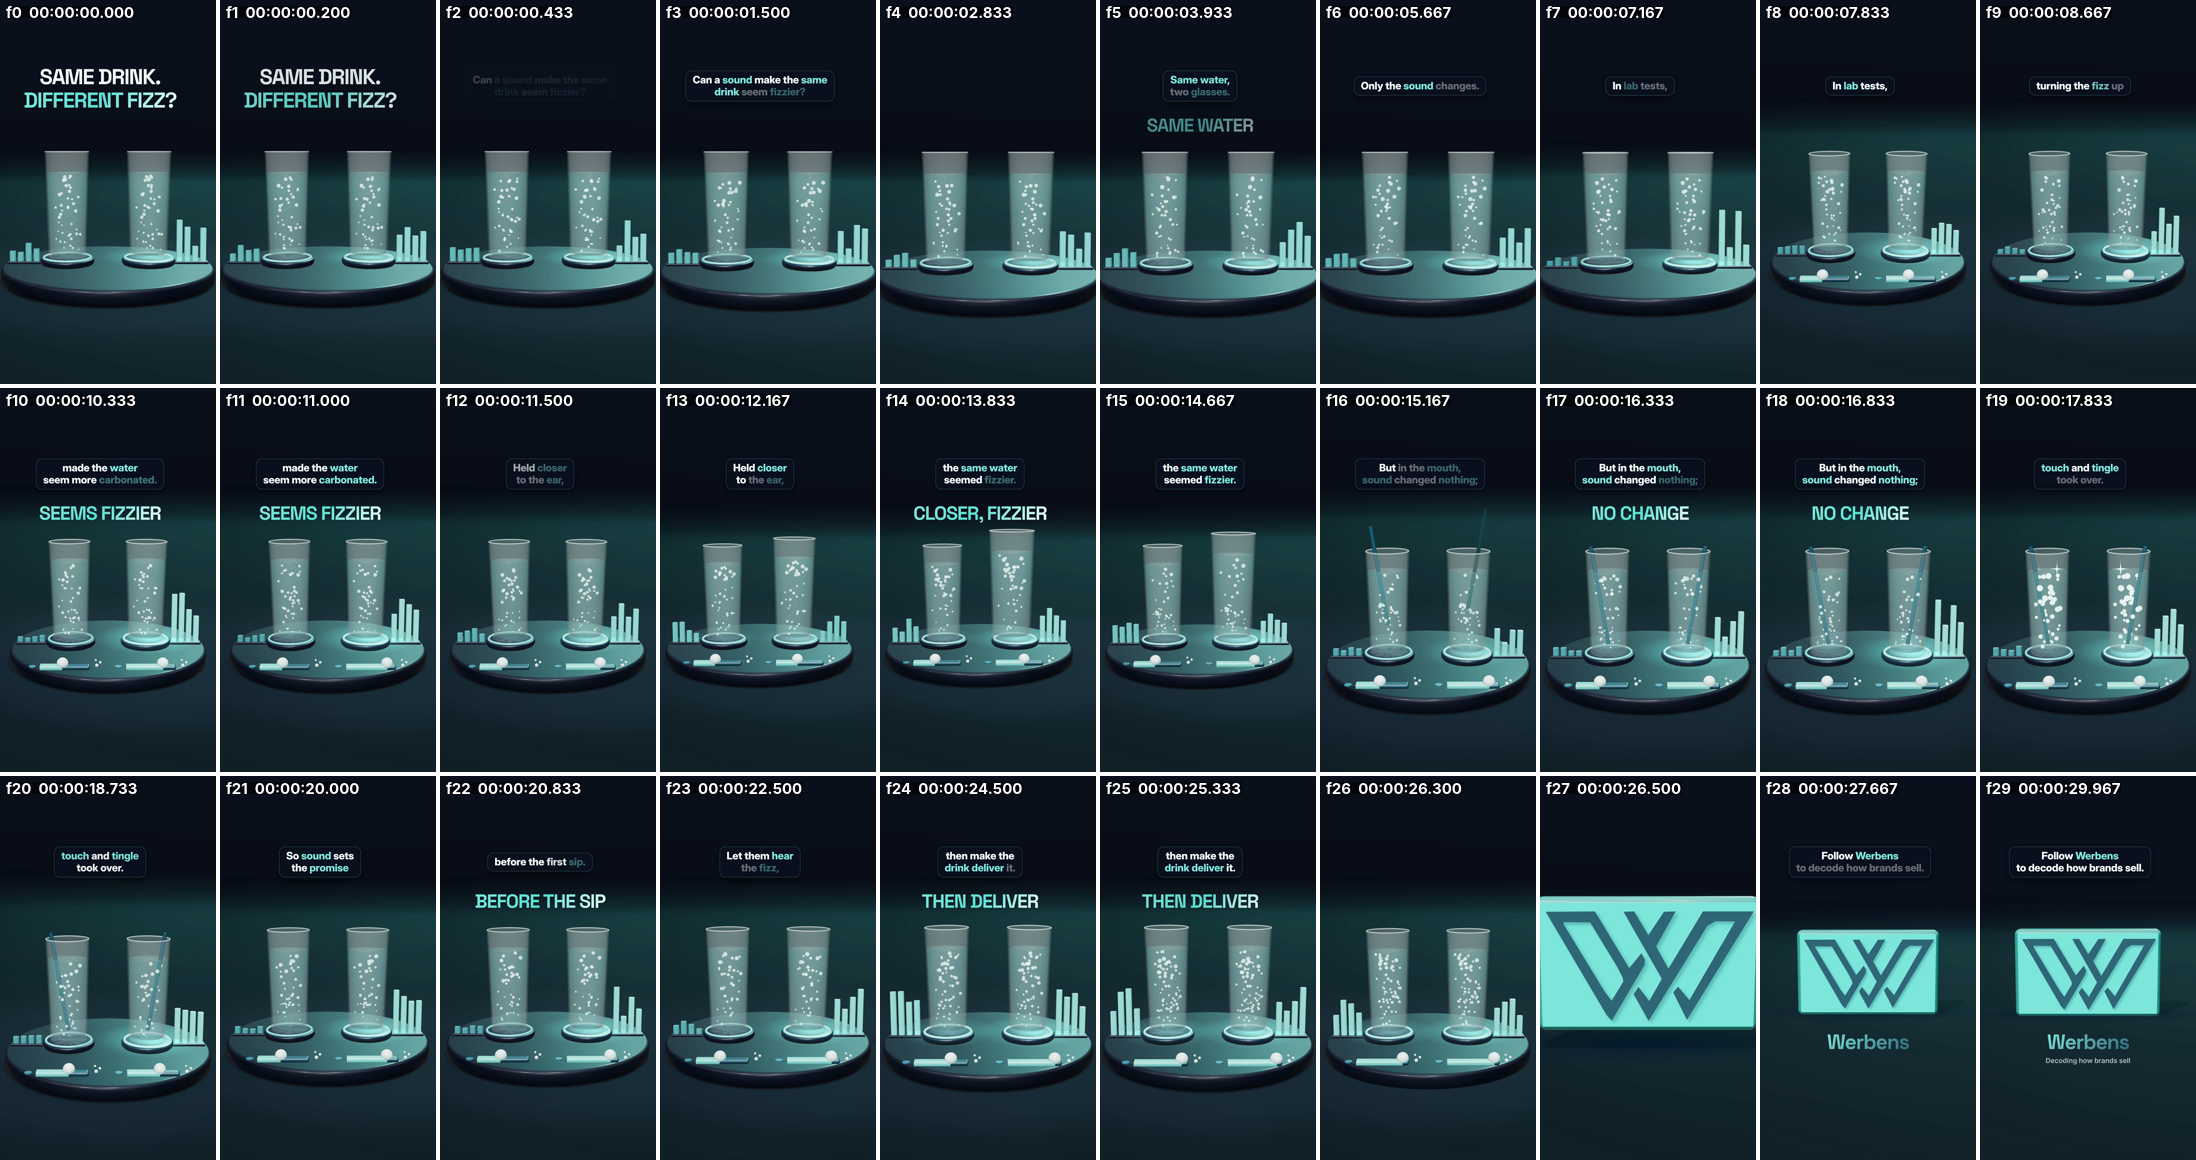 f0 00:00:00.000
SAME DRINK.
DIFFERENT FIZZ?
f1 00:00:00.200
SAME DRINK.
DIFFERENT FIZZ?
f2 00:00:00.433
Can a sound make the same
drink seem fizzier?
f3 00:00:01.500
Can a sound make the same
drink seem fizzier?
f4 00:00:02.833
f5 00:00:03.933
Same water,
two glasses.
SAME WATER
f6 00:00:05.667
Only the sound changes.
f7 00:00:07.167
In lab tests,
f8 00:00:07.833
In lab tests,
f9 00:00:08.667
turning the fizz up
f10 00:00:10.333
made the water
seem more carbonated.
SEEMS FIZZIER
f11 00:00:11.000
made the water
seem more carbonated.
SEEMS FIZZIER
f12 00:00:11.500
Held closer
to the ear,
f13 00:00:12.167
Held closer
to the ear,
f14 00:00:13.833
the same water
seemed fizzier.
CLOSER, FIZZIER
f15 00:00:14.667
the same water
seemed fizzier.
f16 00:00:15.167
But in the mouth,
sound changed nothing;
f17 00:00:16.333
But in the mouth,
sound changed nothing;
NO CHANGE
f18 00:00:16.833
But in the mouth,
sound changed nothing;
NO CHANGE
f19 00:00:17.833
touch and tingle
took over.
f20 00:00:18.733
touch and tingle
took over.
f21 00:00:20.000
So sound sets
the promise
f22 00:00:20.833
before the first sip.
BEFORE THE SIP
f23 00:00:22.500
Let them hear
the fizz,
f24 00:00:24.500
then make the
drink deliver it.
THEN DELIVER
f25 00:00:25.333
then make the
drink deliver it.
THEN DELIVER
f26 00:00:26.300
f27 00:00:26.500
f28 00:00:27.667
Follow Werbens
to decode how brands sell.
Werbens
f29 00:00:29.967
Follow Werbens
to decode how brands sell.
Werbens
Decoding how brands sell